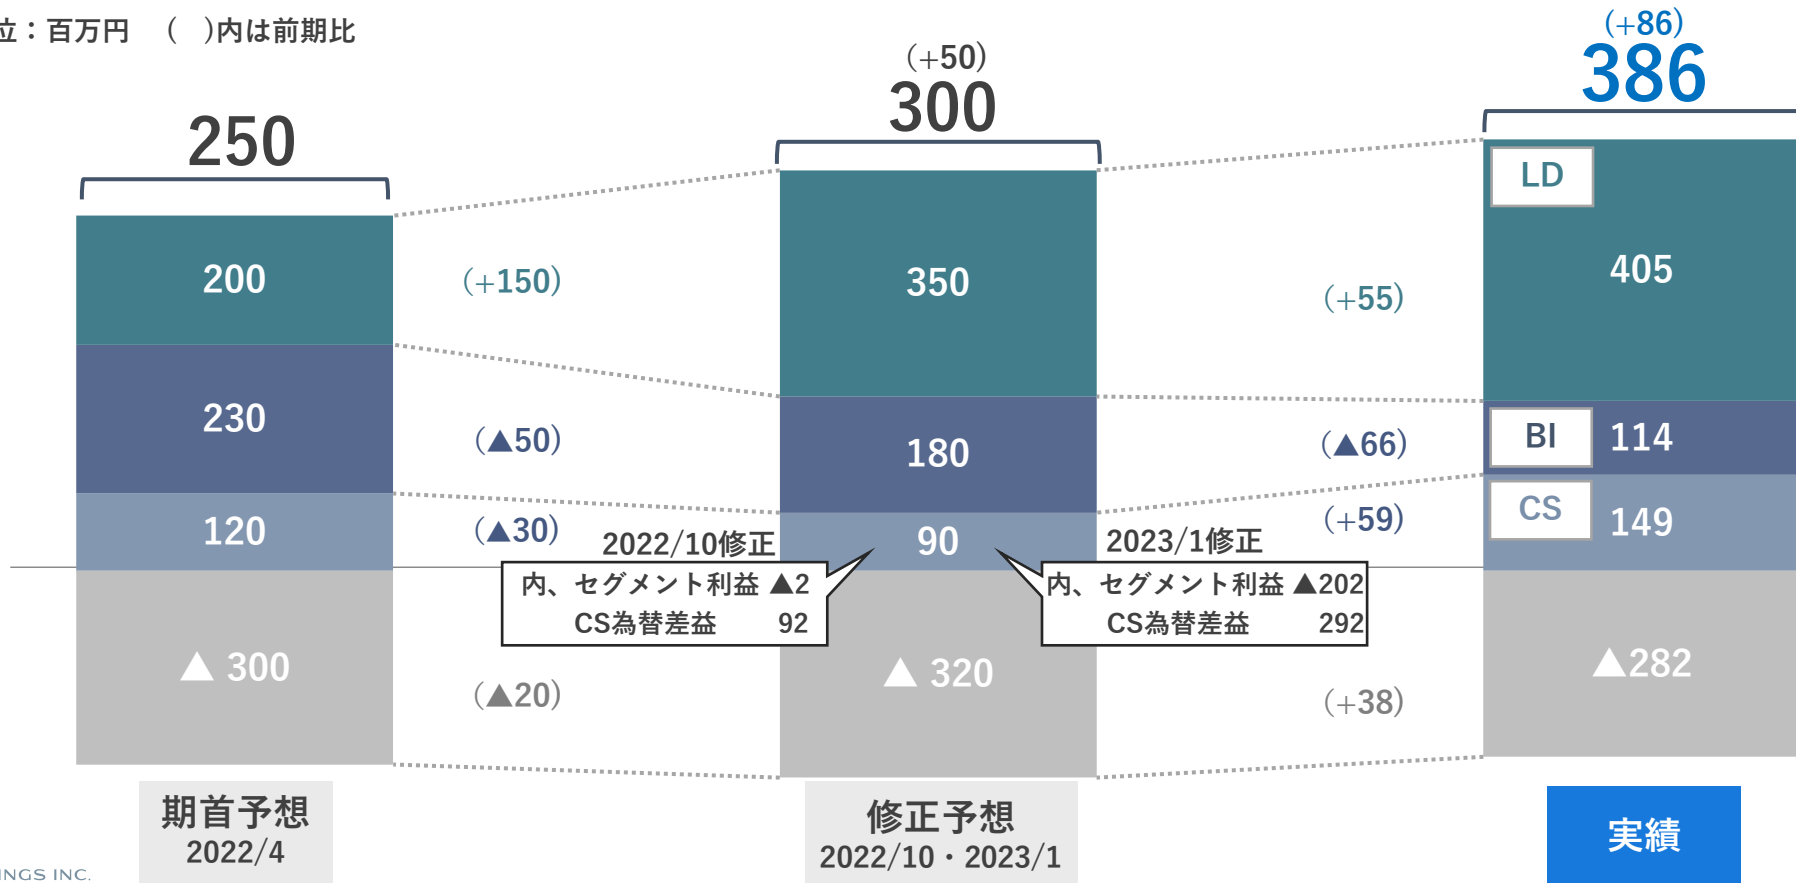 位：百万円 （ ）内は前期比
250
(+50)
300
(+86)
386
200
(+150)
350
(+55)
LD
405
230
(▲50)
180
(▲66)
BI
114
120
(▲30)
90
(+59)
CS
149
2022/10修正
内、セグメント利益 ▲2
CS為替差益 92
2023/1修正
内、セグメント利益 ▲202
CS為替差益 292
▲ 300
(▲20)
▲ 320
(+38)
▲282
期首予想
2022/4
修正予想
2022/10・2023/1
実績
INGS INC.